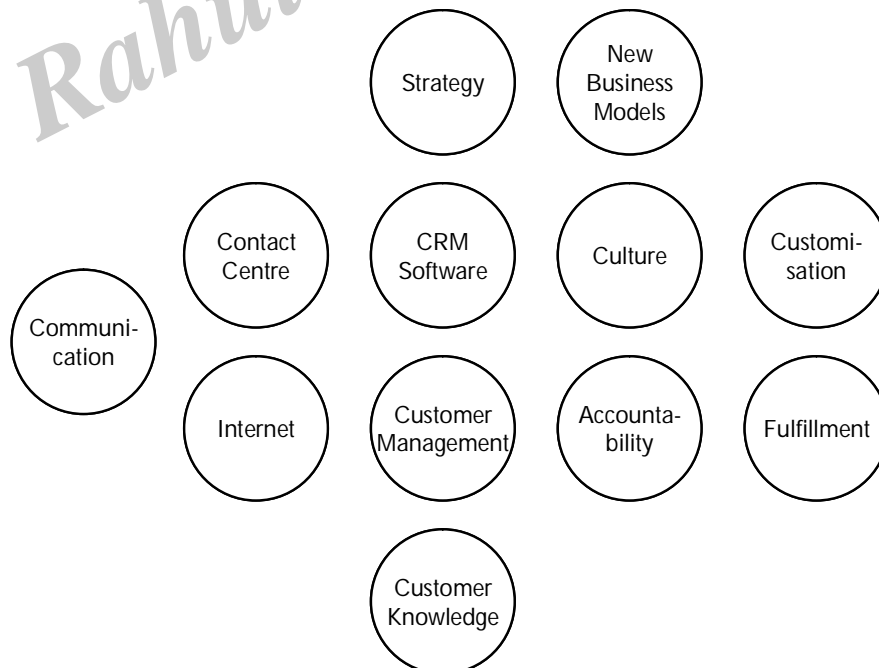 Rahu
Strategy
New
Business
Models
Contact
Centre
CRM
Software
Culture
Customi-
sation
Communi-
cation
Internet
Customer
Management
Accounta-
bility
Fulfillment
Customer
Knowledge